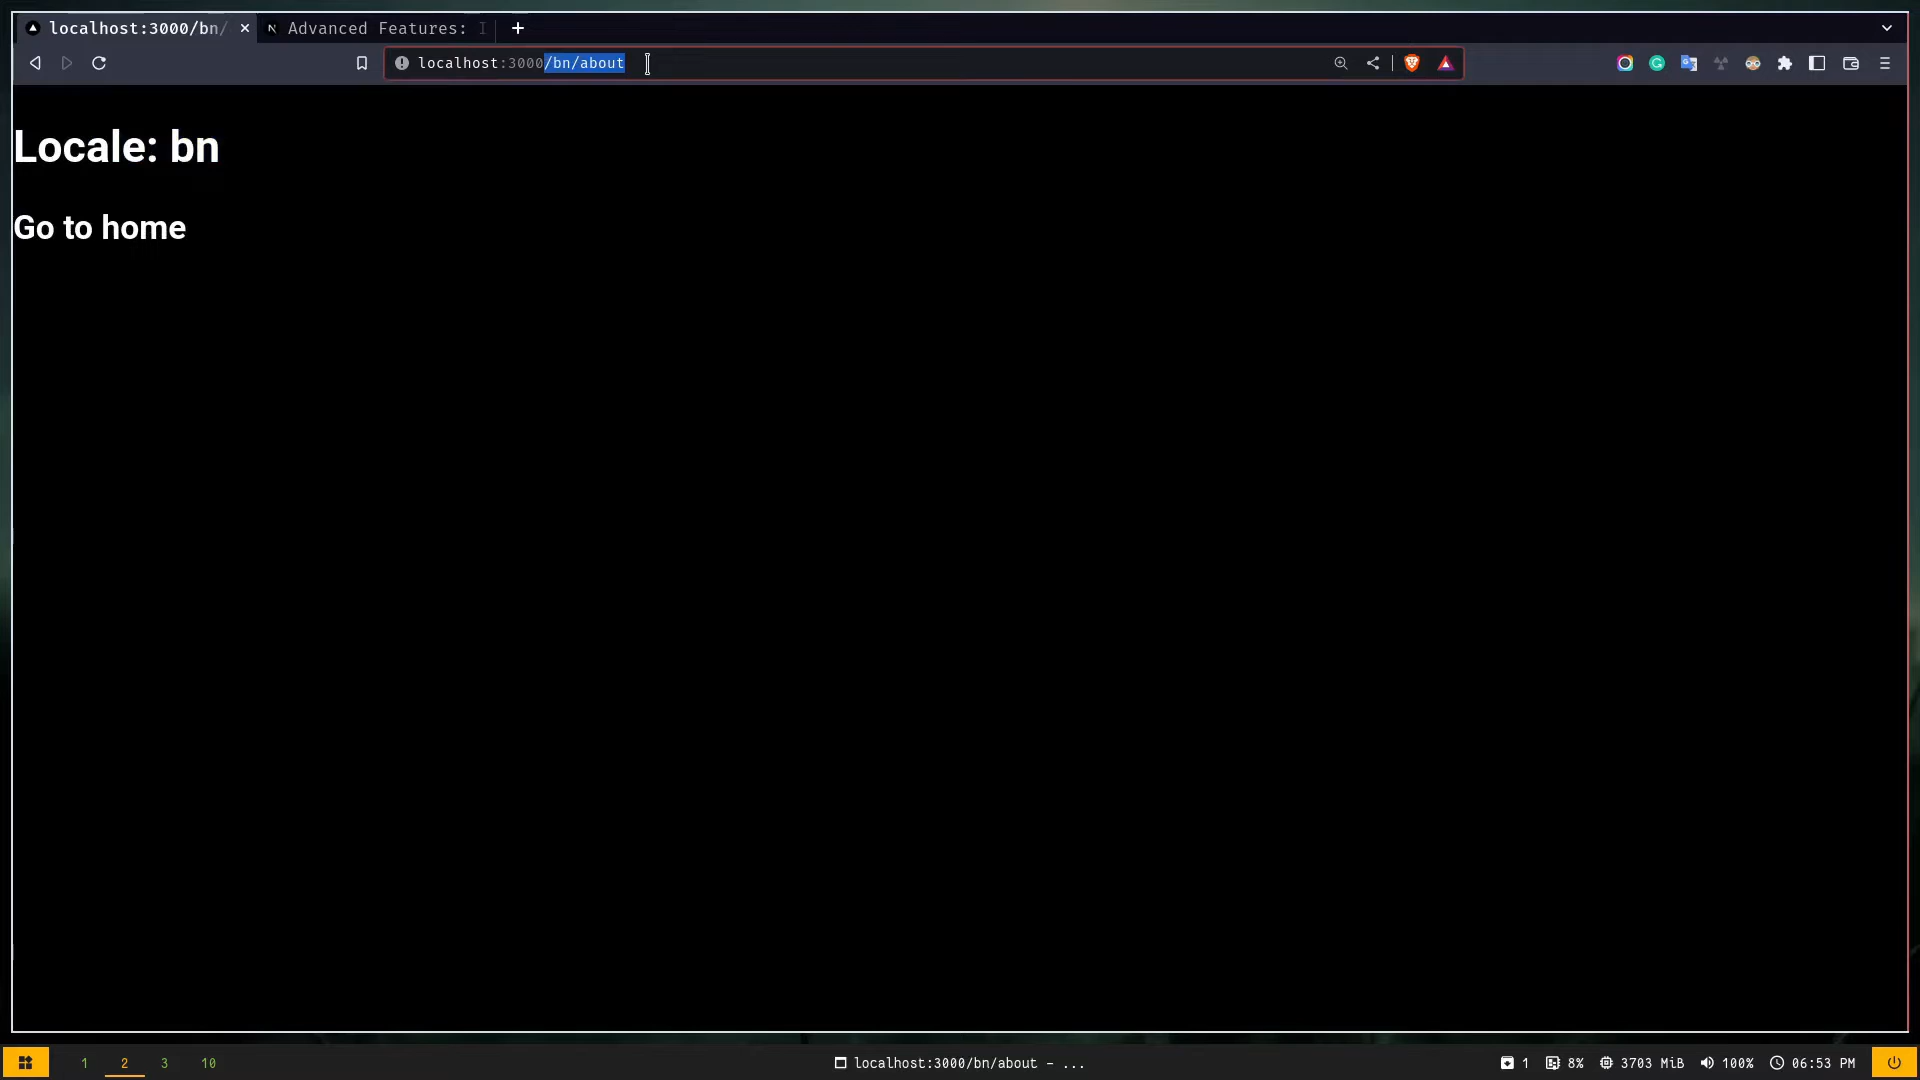 localhost:3000/bn/
Advanced Features: I
localhost:3000/bn/about
Locale: bn
Go to home
1 2 3 10
localhost:3000/bn/about – ...
1 8% 3703 MiB 100% 06:53 PM